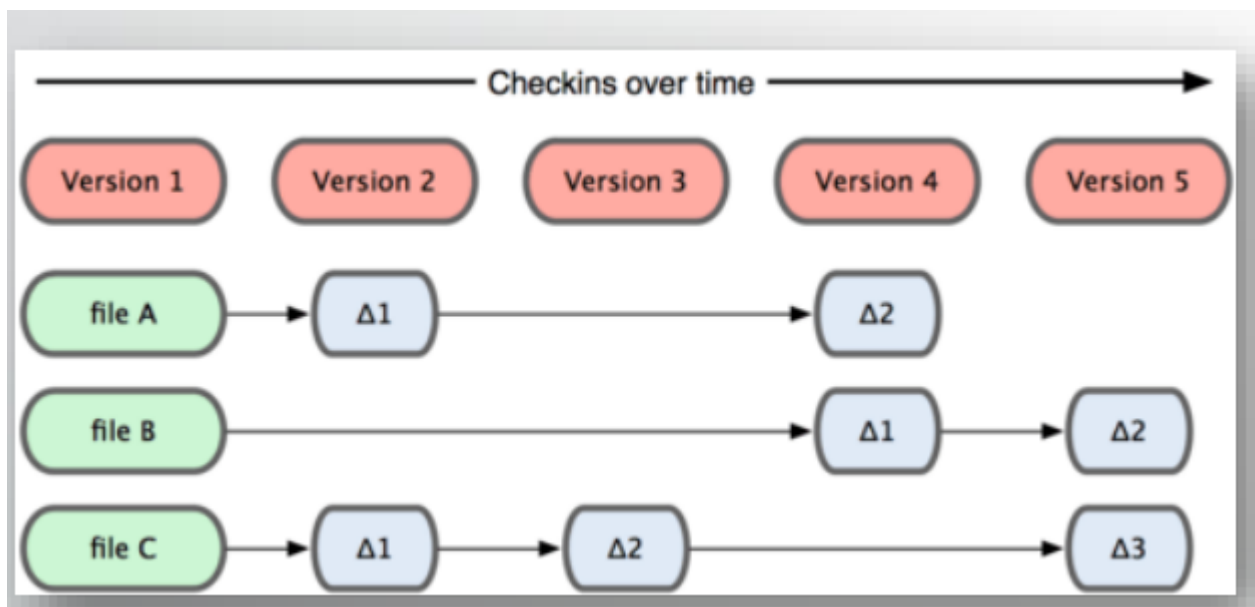 Checkins over time
Version 1 Version 2 Version 3 Version 4 Version 5
file A Δ1 Δ2
file B Δ1 Δ2
file C Δ1 Δ2 Δ3